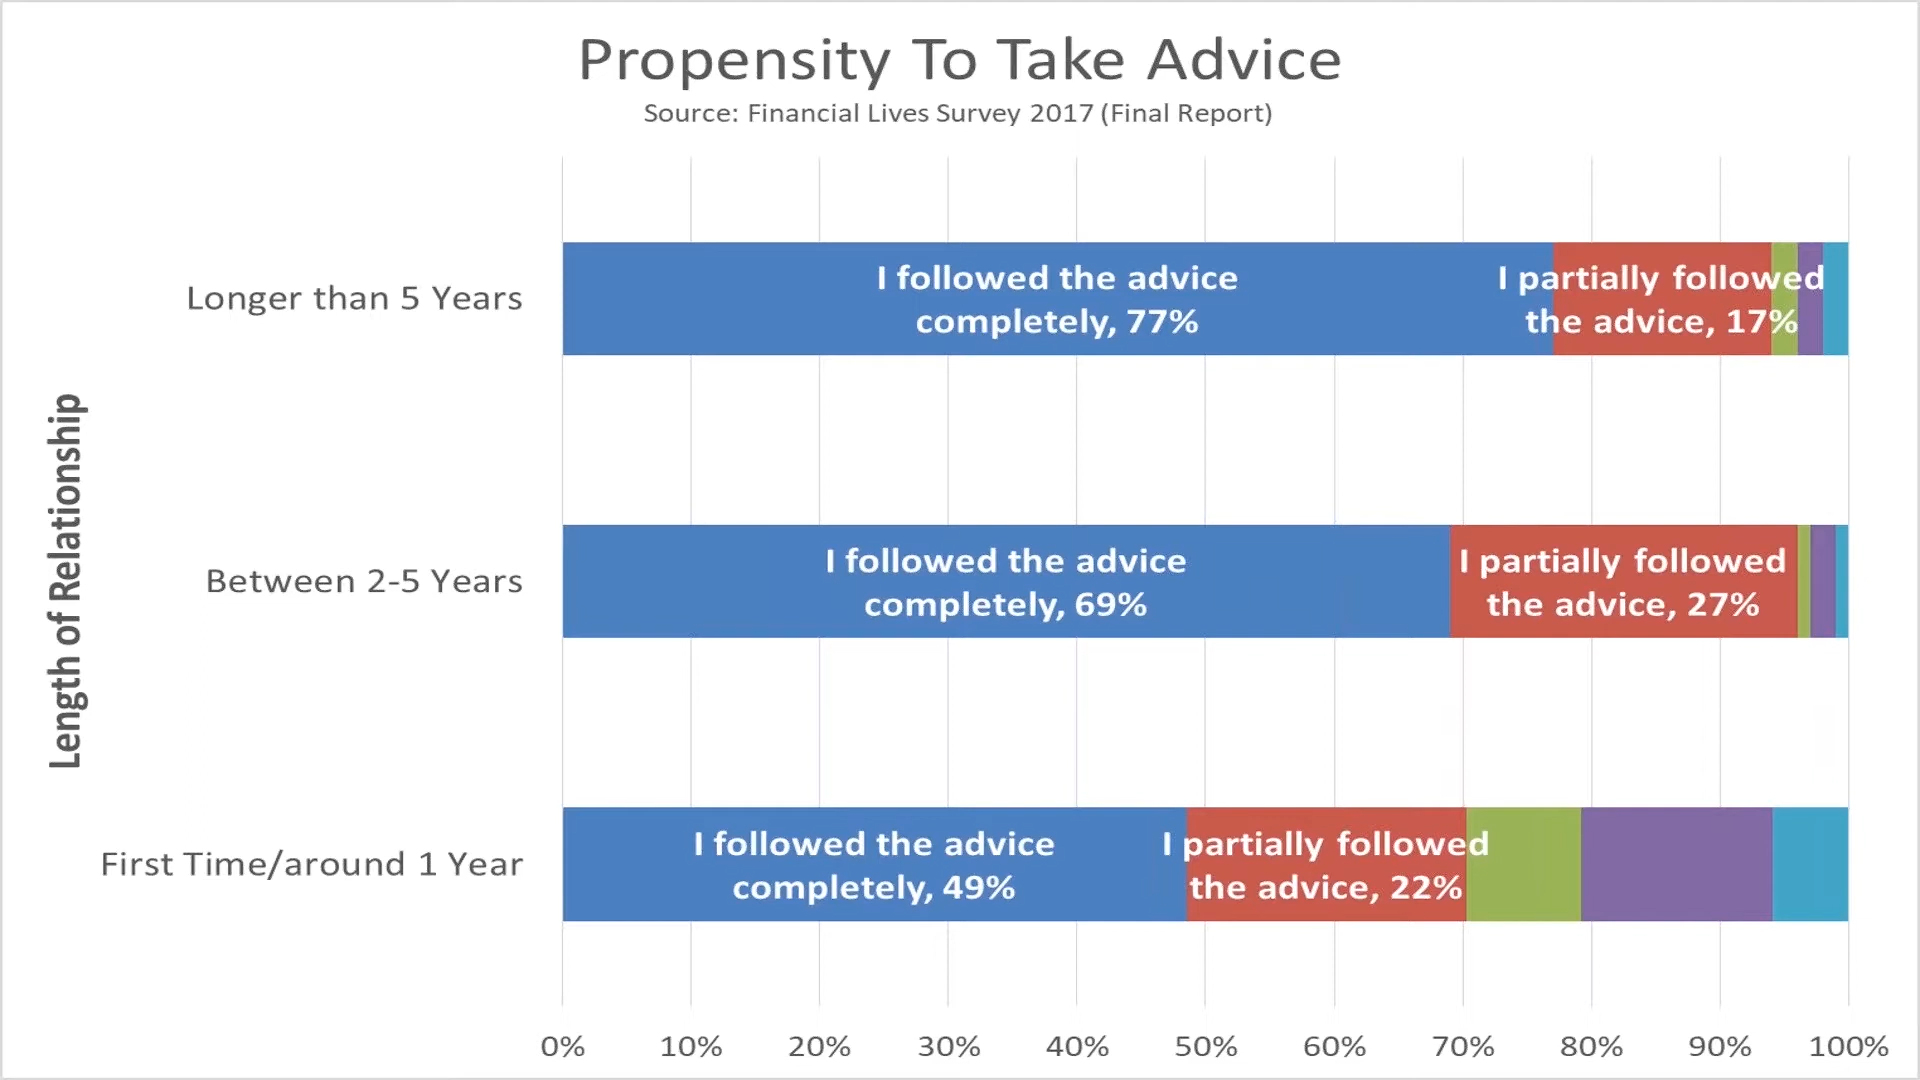 Propensity To Take Advice
Source: Financial Lives Survey 2017 (Final Report)
Length of Relationship
Longer than 5 Years
I followed the advice
completely, 77%
I partially followed
the advice, 17%
Between 2-5 Years
I followed the advice
completely, 69%
I partially followed
the advice, 27%
First Time/around 1 Year
I followed the advice
completely, 49%
I partially followed
the advice, 22%
0% 10% 20% 30% 40% 50% 60% 70% 80% 90% 100%